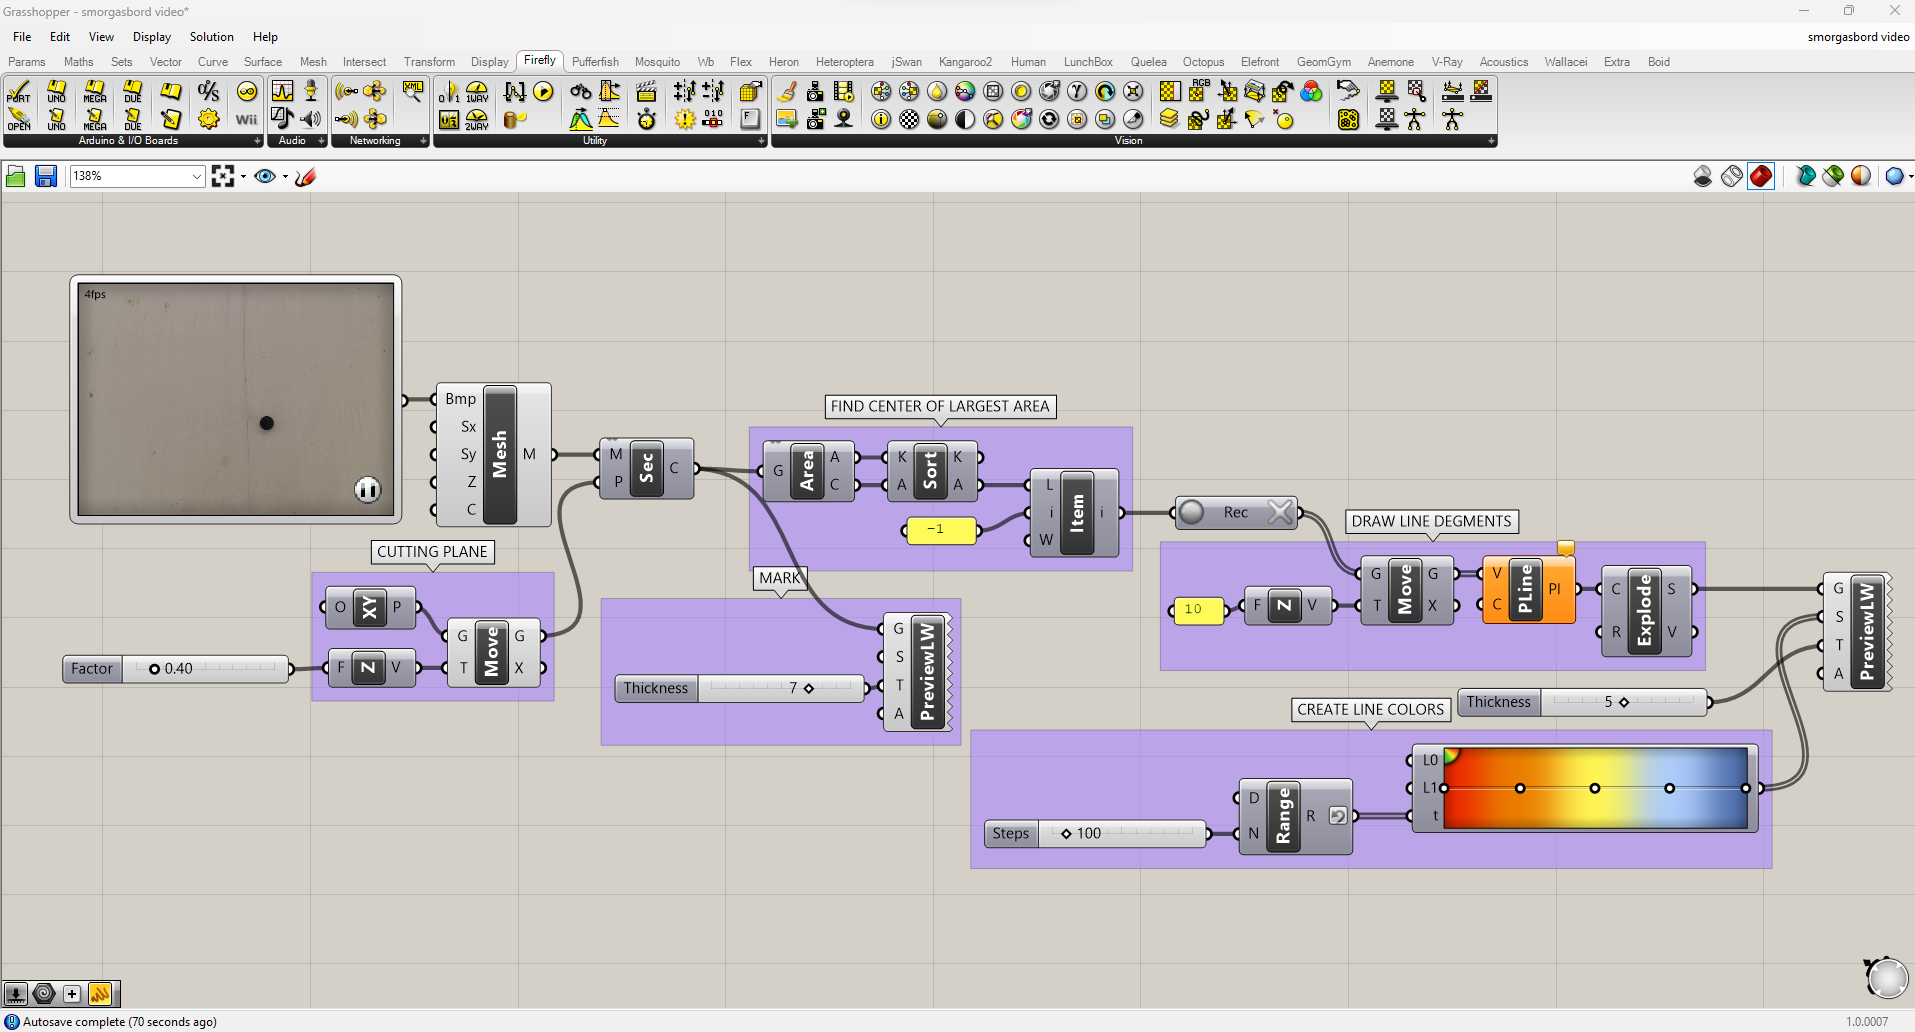 Grasshopper - smorgasbord video*
File Edit View Display Solution Help
smorgasbord video
Params Maths Sets Vector Curve Surface Mesh Intersect Transform Display Firefly Pufferfish Mosquito Wb Flex Heron Heteroptera jSwan Kangaroo2 Human LunchBox Quelea Octopus Elefront GeomGym Anemone V-Ray Acoustics Wallacei Extra Boid
PORT UNO MEGA DUE XML 1WAY RGB
OPEN UNO MEGA DUE Wii 2WAY F
Arduino & I/O Boards Audio Networking Utility Vision
138%
4fps
Bmp
Sx
Sy
Z
C
Mesh
M
M
P
Sec
C
CUTTING PLANE
O
XY
P
Factor
0.40
F
Z
V
G
T
Move
G
X
FIND CENTER OF LARGEST AREA
G
Area
A
C
K
A
Sort
K
A
-1
L
i
W
Item
i
MARK
Thickness
7
G
S
T
A
PreviewLW
Rec
DRAW LINE DEGMENTS
10
F
Z
V
G
T
Move
G
X
V
C
PLine
Pl
C
R
Explode
S
V
G
S
T
A
PreviewLW
Thickness
5
CREATE LINE COLORS
Steps
100
D
N
Range
R
L0
L1
t
Autosave complete (70 seconds ago)
1.0.0007